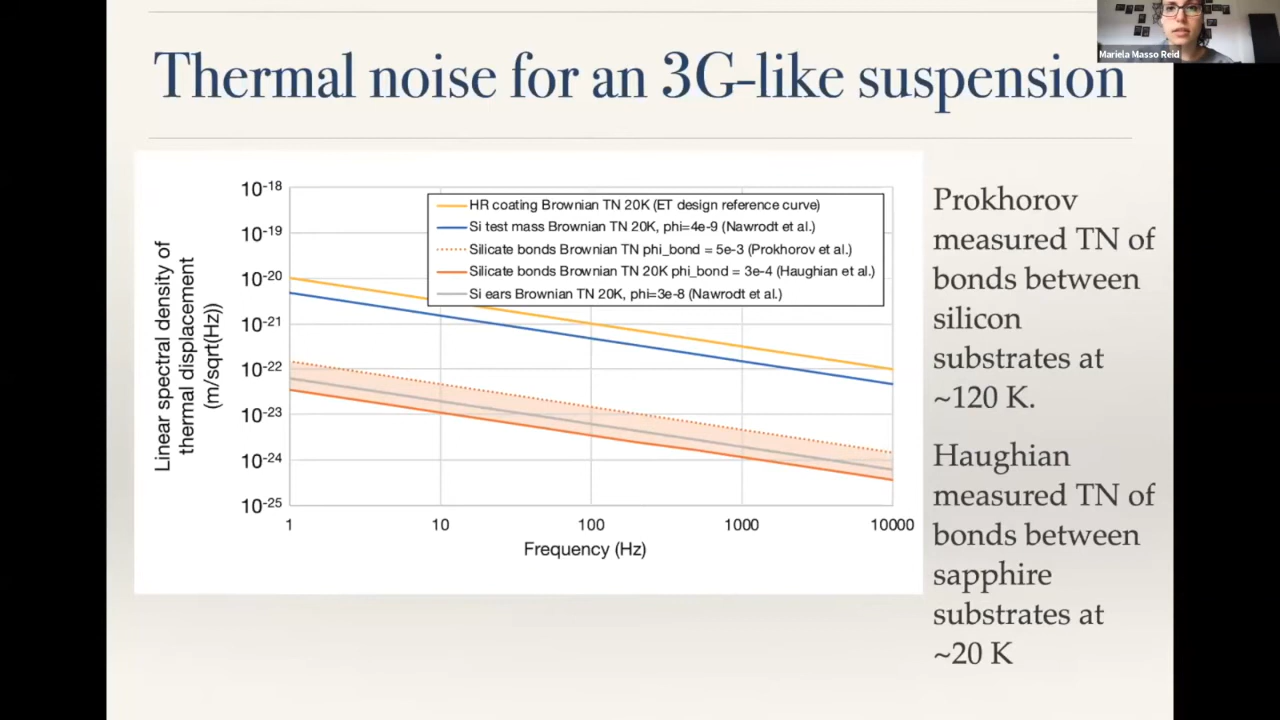 Mariela Masso Reid
Thermal noise for an 3G-like suspension
Linear spectral density of
thermal displacement
(m/sqrt(Hz))
10-18
10-19
10-20
10-21
10-22
10-23
10-24
10-25
HR coating Brownian TN 20K (ET design reference curve)
Si test mass Brownian TN 20K, phi=4e-9 (Nawrodt et al.)
Silicate bonds Brownian TN phi_bond = 5e-3 (Prokhorov et al.)
Silicate bonds Brownian TN 20K phi_bond = 3e-4 (Haughian et al.)
Si ears Brownian TN 20K, phi=3e-8 (Nawrodt et al.)
1 10 100 1000 10000
Frequency (Hz)
Prokhorov
measured TN of
bonds between
silicon
substrates at
~120 K.
Haughian
measured TN of
bonds between
sapphire
substrates at
~20 K